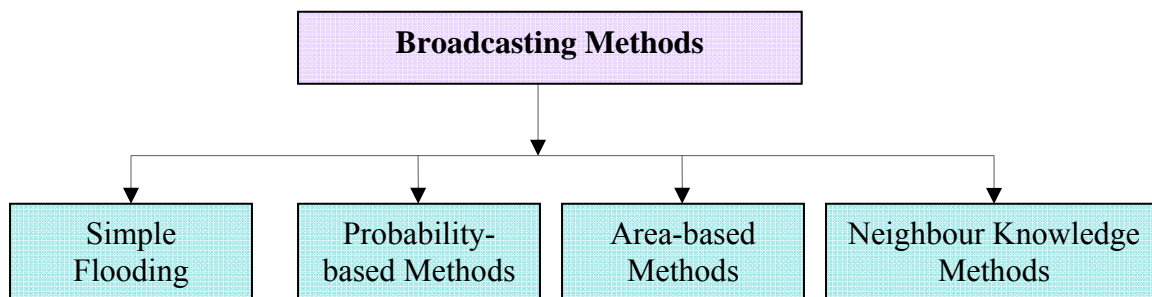 Broadcasting Methods
Simple
Flooding
Probability-
based Methods
Area-based
Methods
Neighbour Knowledge
Methods